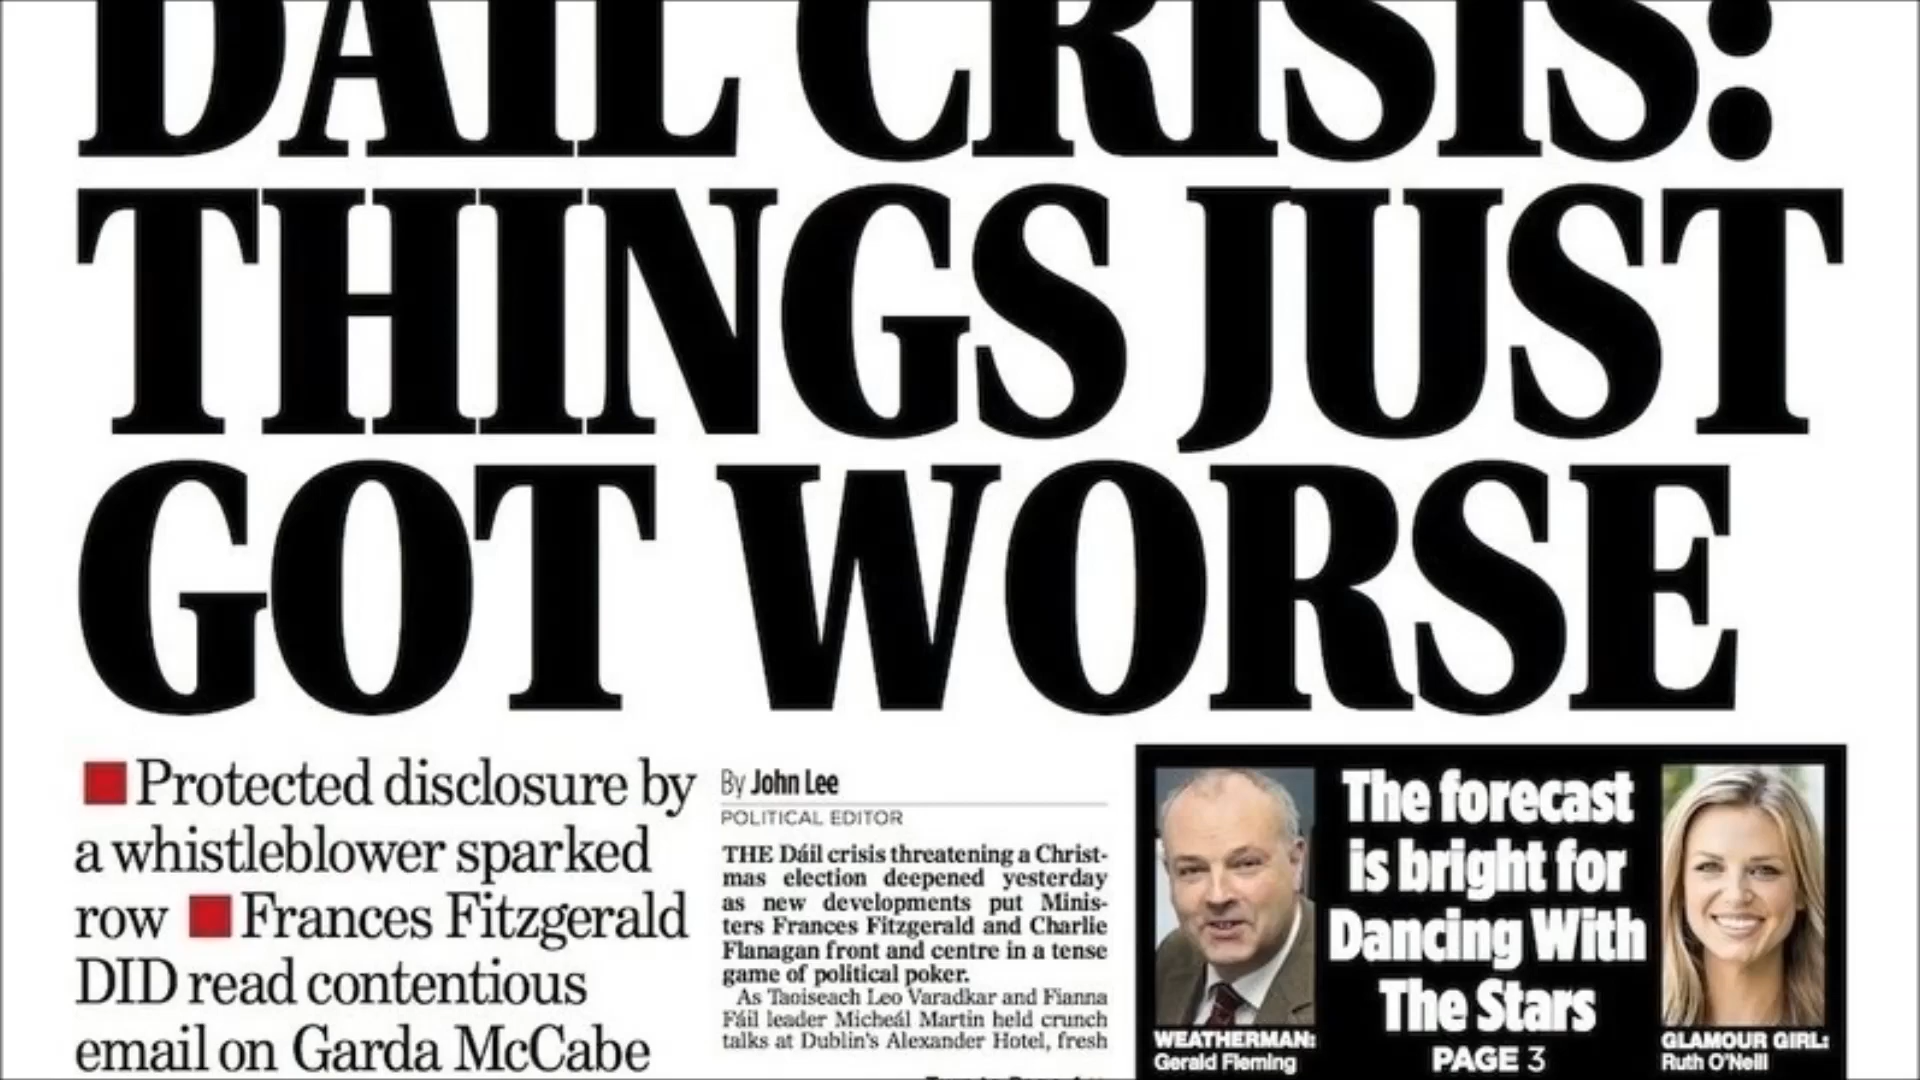 DÁIL CRISIS:
THINGS JUST
GOT WORSE
■ Protected disclosure by
a whistleblower sparked
row ■ Frances Fitzgerald
DID read contentious
email on Garda McCabe
By John Lee
POLITICAL EDITOR
THE Dáil crisis threatening a Christ-
mas election deepened yesterday
as new developments put Minis-
ters Frances Fitzgerald and Charlie
Flanagan front and centre in a tense
game of political poker.
As Taoiseach Leo Varadkar and Fianna
Fáil leader Micheál Martin held crunch
talks at Dublin's Alexander Hotel, fresh
The forecast
is bright for
Dancing With
The Stars
PAGE 3
WEATHERMAN:
Gerald Fleming
GLAMOUR GIRL:
Ruth O'Neill